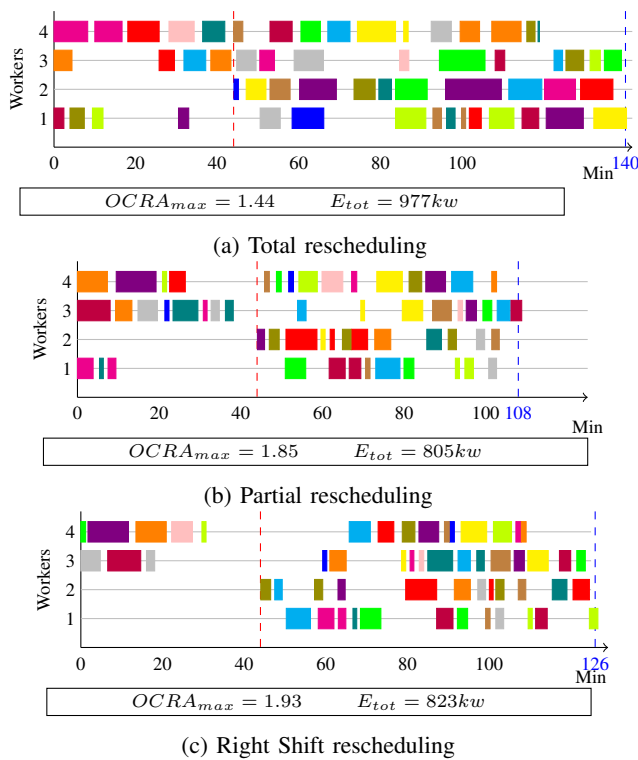 Workers
4
3
2
1
0 20 40 60 80 100 Min 140
OCRA_max = 1.44 E_tot = 977kw
(a) Total rescheduling
Workers
4
3
2
1
0 20 40 60 80 100 108 Min
OCRA_max = 1.85 E_tot = 805kw
(b) Partial rescheduling
Workers
4
3
2
1
0 20 40 60 80 100 Min 126
OCRA_max = 1.93 E_tot = 823kw
(c) Right Shift rescheduling